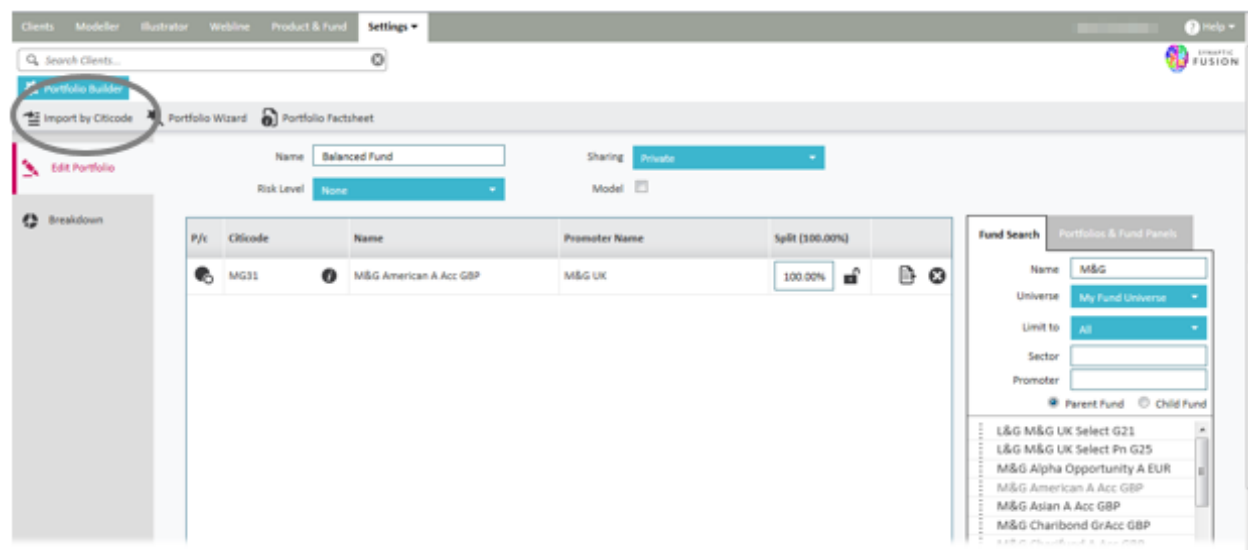 Clients Modeller Illustrator Webline Product & Fund Settings Help
Search Clients...
SYNAPTIC
FUSION
Portfolio Builder
Import by Citicode Portfolio Wizard Portfolio Factsheet
Edit Portfolio
Breakdown
Name Balanced Fund Sharing Private
Risk Level None Model
P/c Citicode Name Promoter Name Split (100.00%)
MG31 M&G American A Acc GBP M&G UK 100.00%
Fund Search Portfolios & Fund Panels
Name M&G
Universe My Fund Universe
Limit to All
Sector
Promoter
Parent Fund Child Fund
L&G M&G UK Select G21
L&G M&G UK Select Pn G25
M&G Alpha Opportunity A EUR
M&G American A Acc GBP
M&G Asian A Acc GBP
M&G Charibond GrAcc GBP